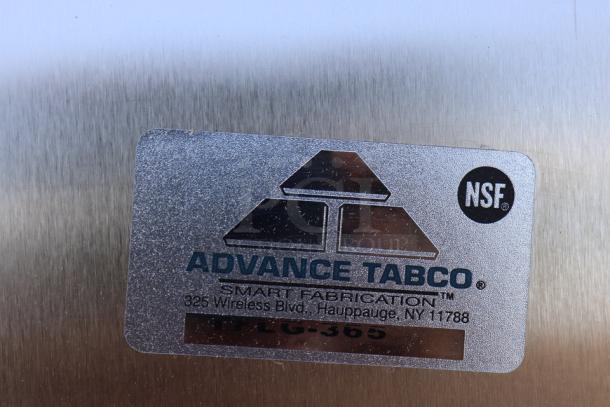 NSF®
ADVANCE TABCO®
SMART FABRICATION™
325 Wireless Blvd., Hauppauge, NY 11788